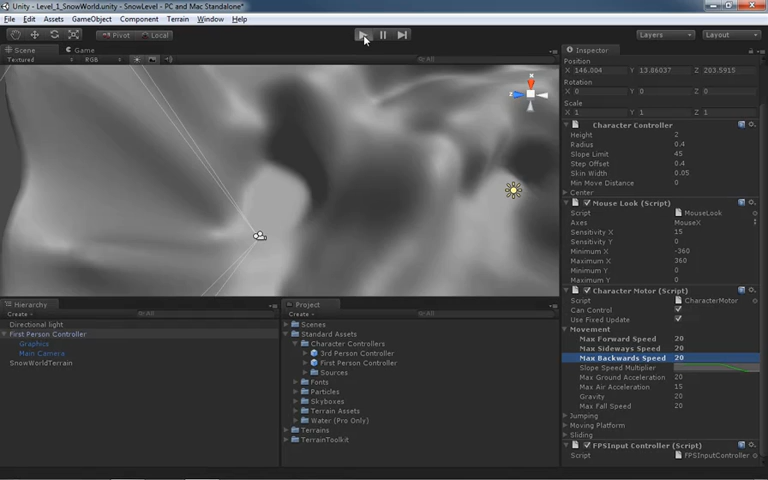 Unity - Level_1_SnowWorld.unity - SnowLevel - PC and Mac Standalone*
File Edit Assets GameObject Component Terrain Window Help
Pivot Local Layers Layout
Scene Game
Textured RGB All
x
z
Hierarchy
Create All
Directional light
First Person Controller
Graphics
Main Camera
SnowWorldTerrain
Project
Create All
Scenes
Standard Assets
Character Controllers
3rd Person Controller
First Person Controller
Sources
Fonts
Particles
Skyboxes
Terrain Assets
Water (Pro Only)
Terrains
TerrainToolkit
Inspector
Position
X 146.804 Y 13.86037 Z 203.5915
Rotation
X 0 Y 0 Z 0
Scale
X 1 Y 1 Z 1
Character Controller
Height 2
Radius 0.4
Slope Limit 45
Step Offset 0.4
Skin Width 0.05
Min Move Distance 0
Center
Mouse Look (Script)
Script MouseLook
Axes MouseX
Sensitivity X 15
Sensitivity Y 0
Minimum X -360
Maximum X 360
Minimum Y 0
Maximum Y 0
Character Motor (Script)
Script CharacterMotor
Can Control
Use Fixed Update
Movement
Max Forward Speed 20
Max Sideways Speed 20
Max Backwards Speed 20
Slope Speed Multiplier
Max Ground Acceleration 20
Max Air Acceleration 15
Gravity 20
Max Fall Speed 20
Jumping
Moving Platform
Sliding
FPSInput Controller (Script)
Script FPSInputController